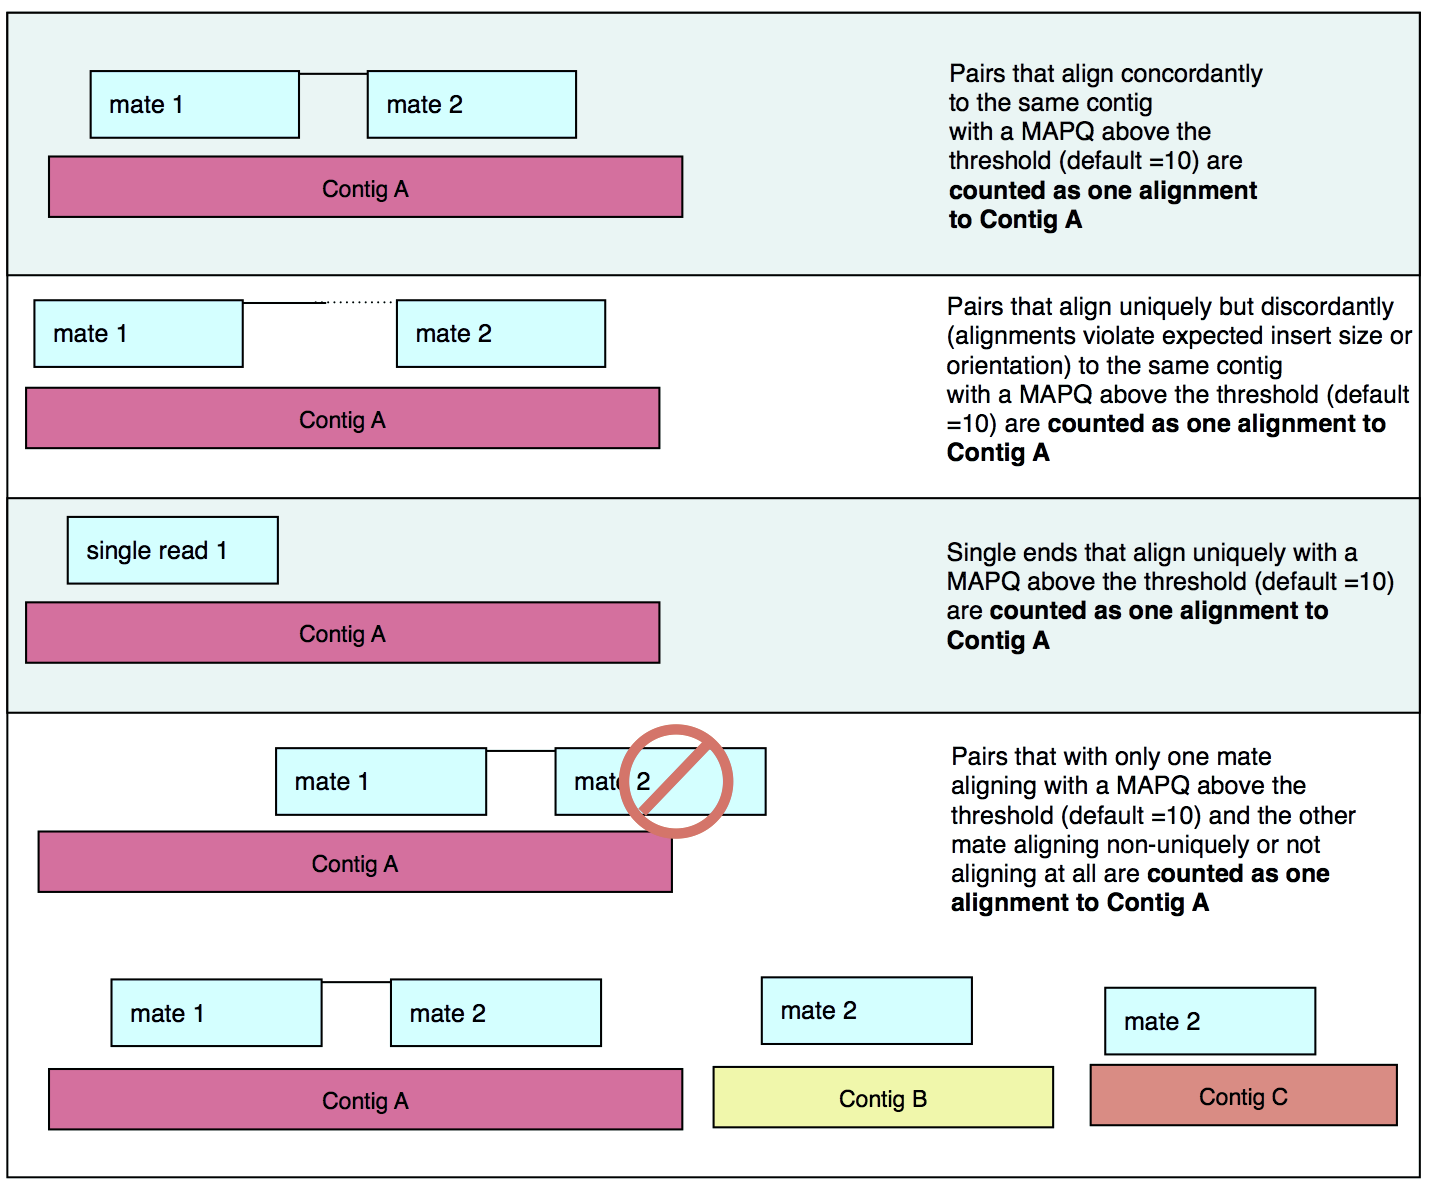 mate 1
mate 2
Contig A
Pairs that align concordantly
to the same contig
with a MAPQ above the
threshold (default =10) are
counted as one alignment
to Contig A
mate 1
mate 2
Contig A
Pairs that align uniquely but discordantly
(alignments violate expected insert size or
orientation) to the same contig
with a MAPQ above the threshold (default
=10) are counted as one alignment to
Contig A
single read 1
Contig A
Single ends that align uniquely with a
MAPQ above the threshold (default =10)
are counted as one alignment to
Contig A
mate 1
mate 2
Contig A
Pairs that with only one mate
aligning with a MAPQ above the
threshold (default =10) and the other
mate aligning non-uniquely or not
aligning at all are counted as one
alignment to Contig A
mate 1
mate 2
mate 2
mate 2
Contig A
Contig B
Contig C